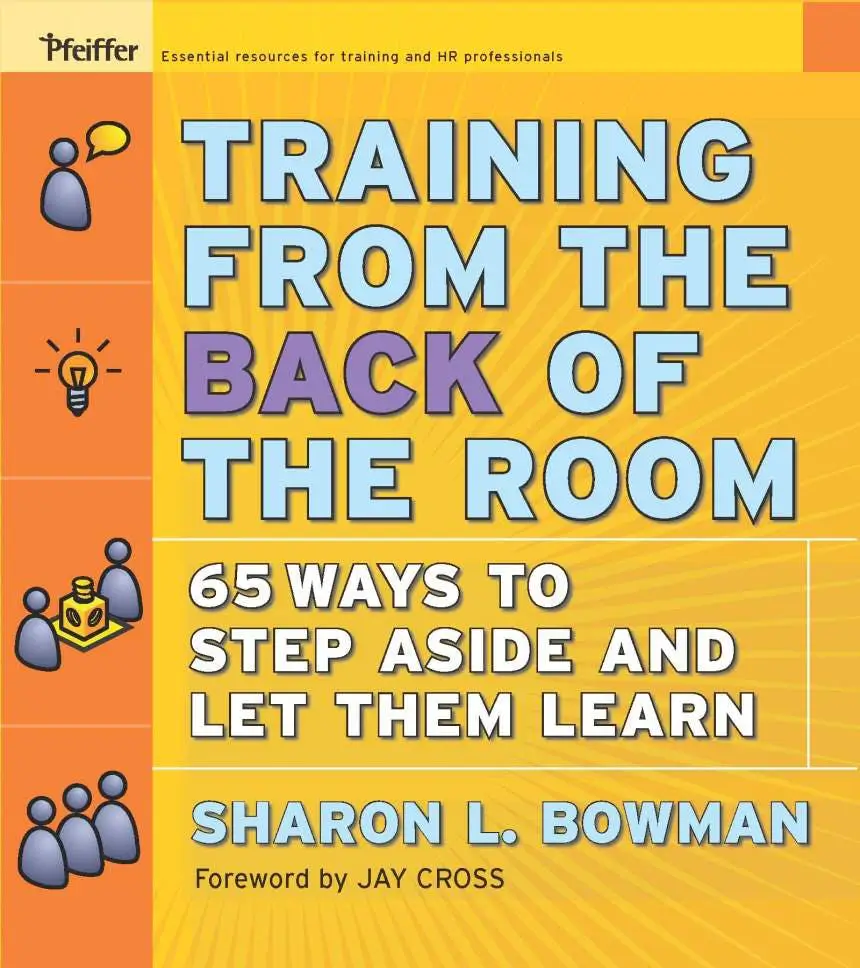 Pfeiffer
Essential resources for training and HR professionals
TRAINING
FROM THE
BACK OF
THE ROOM
65 WAYS TO
STEP ASIDE AND
LET THEM LEARN
SHARON L. BOWMAN
Foreword by JAY CROSS